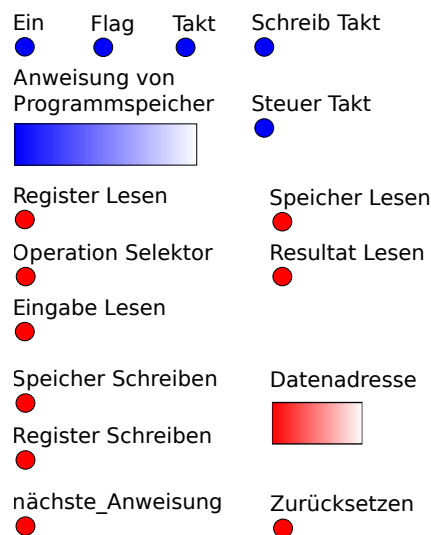 Ein Flag Takt Schreib Takt
Anweisung von
Programmspeicher Steuer Takt
Register Lesen Speicher Lesen
Operation Selektor Resultat Lesen
Eingabe Lesen
Speicher Schreiben Datenadresse
Register Schreiben
nächste_Anweisung Zurücksetzen